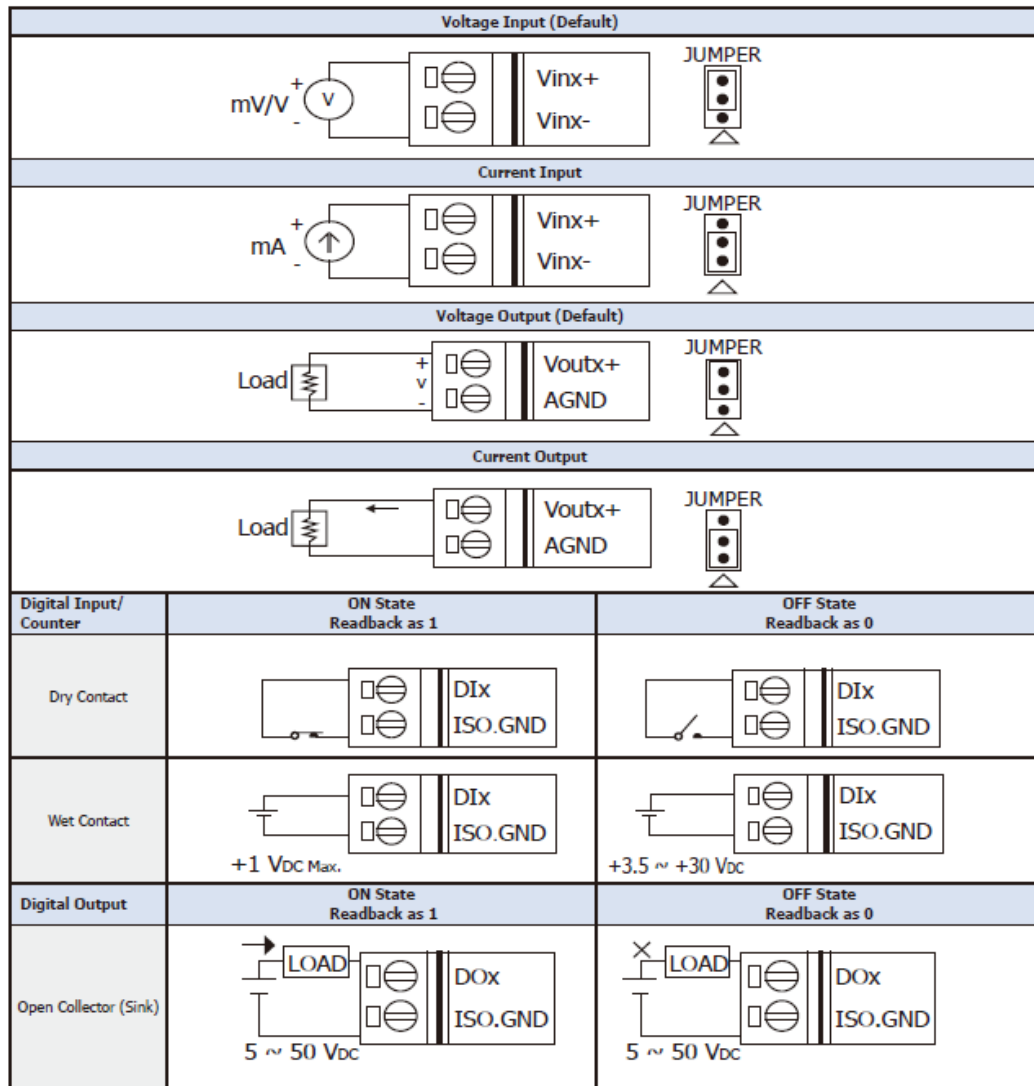 Voltage Input (Default)
mV/V
+
-
V
Vinx+
Vinx-
JUMPER
Current Input
mA
+
-
Vinx+
Vinx-
JUMPER
Voltage Output (Default)
Load
+
v
-
Voutx+
AGND
JUMPER
Current Output
Load
Voutx+
AGND
JUMPER
Digital Input/
Counter
ON State
Readback as 1
OFF State
Readback as 0
Dry Contact
DIx
ISO.GND
DIx
ISO.GND
Wet Contact
DIx
ISO.GND
+1 VDC Max.
DIx
ISO.GND
+3.5 ~ +30 VDC
Digital Output
ON State
Readback as 1
OFF State
Readback as 0
Open Collector (Sink)
LOAD
DOx
ISO.GND
5 ~ 50 VDC
LOAD
DOx
ISO.GND
5 ~ 50 VDC